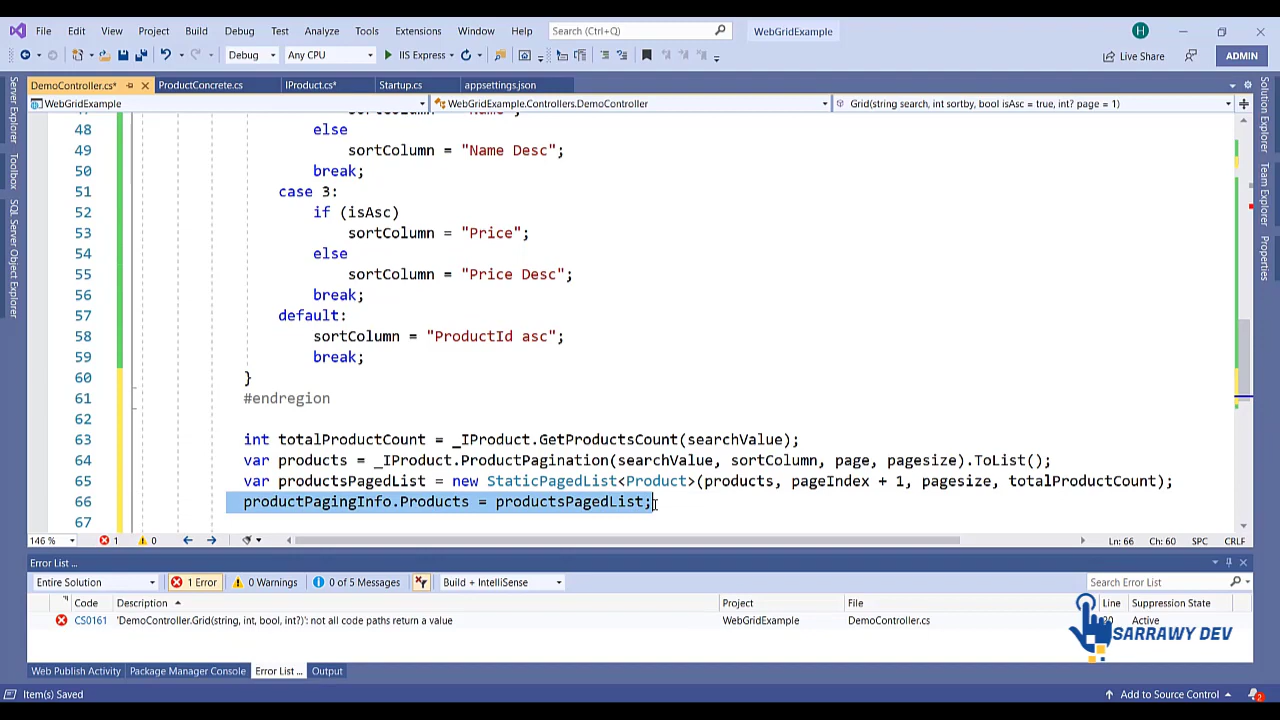 File Edit View Project Build Debug Test Analyze Tools Extensions Window Help Search (Ctrl+Q) WebGridExample H
Debug Any CPU IIS Express Live Share ADMIN
DemoController.cs* ProductConcrete.cs IProduct.cs* Startup.cs appsettings.json
WebGridExample WebGridExample.Controllers.DemoController Grid(string search, int sortby, bool isAsc = true, int? page = 1)
Server Explorer
Toolbox
SQL Server Object Explorer
Solution Explorer
Team Explorer
Properties
47 sortColumn = "Name";
48 else
49 sortColumn = "Name Desc";
50 break;
51 case 3:
52 if (isAsc)
53 sortColumn = "Price";
54 else
55 sortColumn = "Price Desc";
56 break;
57 default:
58 sortColumn = "ProductId asc";
59 break;
60 }
61 #endregion
62
63 int totalProductCount = _IProduct.GetProductsCount(searchValue);
64 var products = _IProduct.ProductPagination(searchValue, sortColumn, page, pagesize).ToList();
65 var productsPagedList = new StaticPagedList<Product>(products, pageIndex + 1, pagesize, totalProductCount);
66 productPagingInfo.Products = productsPagedList;
67
146 % 1 0 Ln: 66 Ch: 60 SPC CRLF
Error List ...
Entire Solution 1 Error 0 Warnings 0 of 5 Messages Build + IntelliSense Search Error List
Code Description Project File Line Suppression State
CS0161 'DemoController.Grid(string, int, bool, int?)': not all code paths return a value WebGridExample DemoController.cs Active
SARRAWY DEV
Web Publish Activity Package Manager Console Error List ... Output
Item(s) Saved Add to Source Control 2